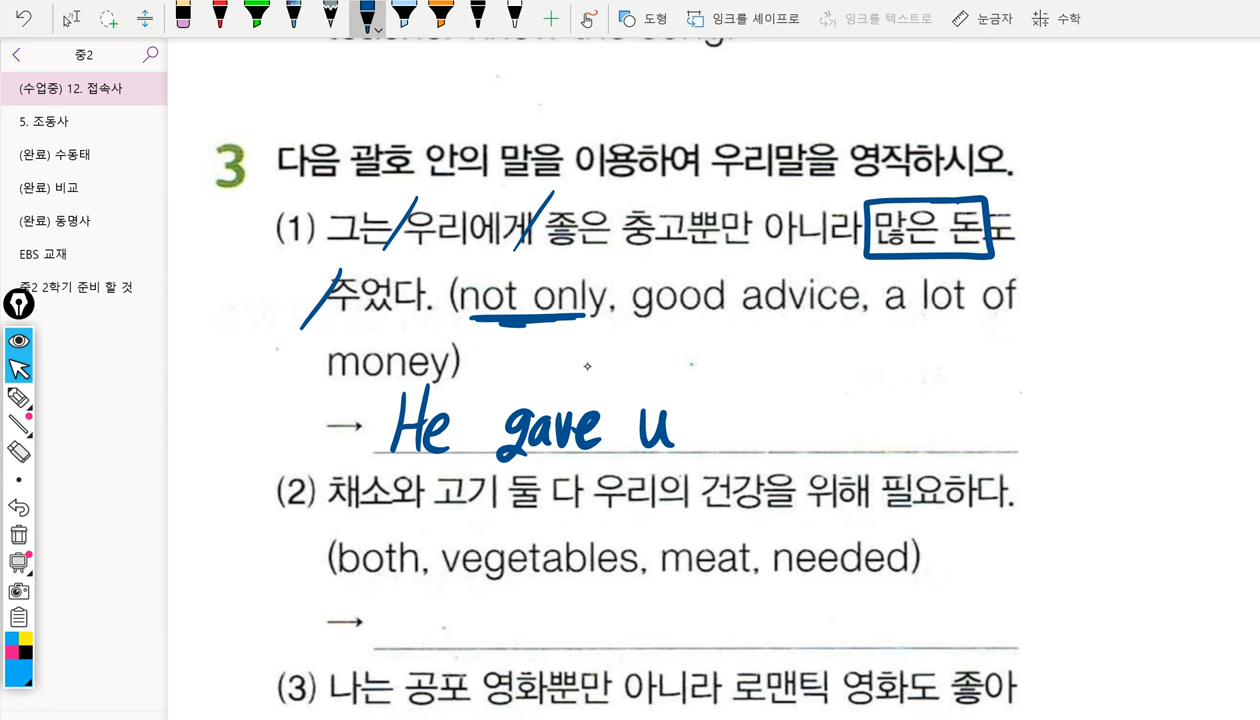 도형 잉크를 셰이프로 잉크를 텍스트로 눈금자 수학
중2
(수업중) 12. 접속사
5. 조동사
(완료) 수동태
(완료) 비교
(완료) 동명사
EBS 교재
중2 2학기 준비 할 것
3 다음 괄호 안의 말을 이용하여 우리말을 영작하시오.
(1) 그는 우리에게 좋은 충고뿐만 아니라 많은 돈도
주었다. (not only, good advice, a lot of
money)
→ He gave u
(2) 채소와 고기 둘 다 우리의 건강을 위해 필요하다.
(both, vegetables, meat, needed)
→
(3) 나는 공포 영화뿐만 아니라 로맨틱 영화도 좋아